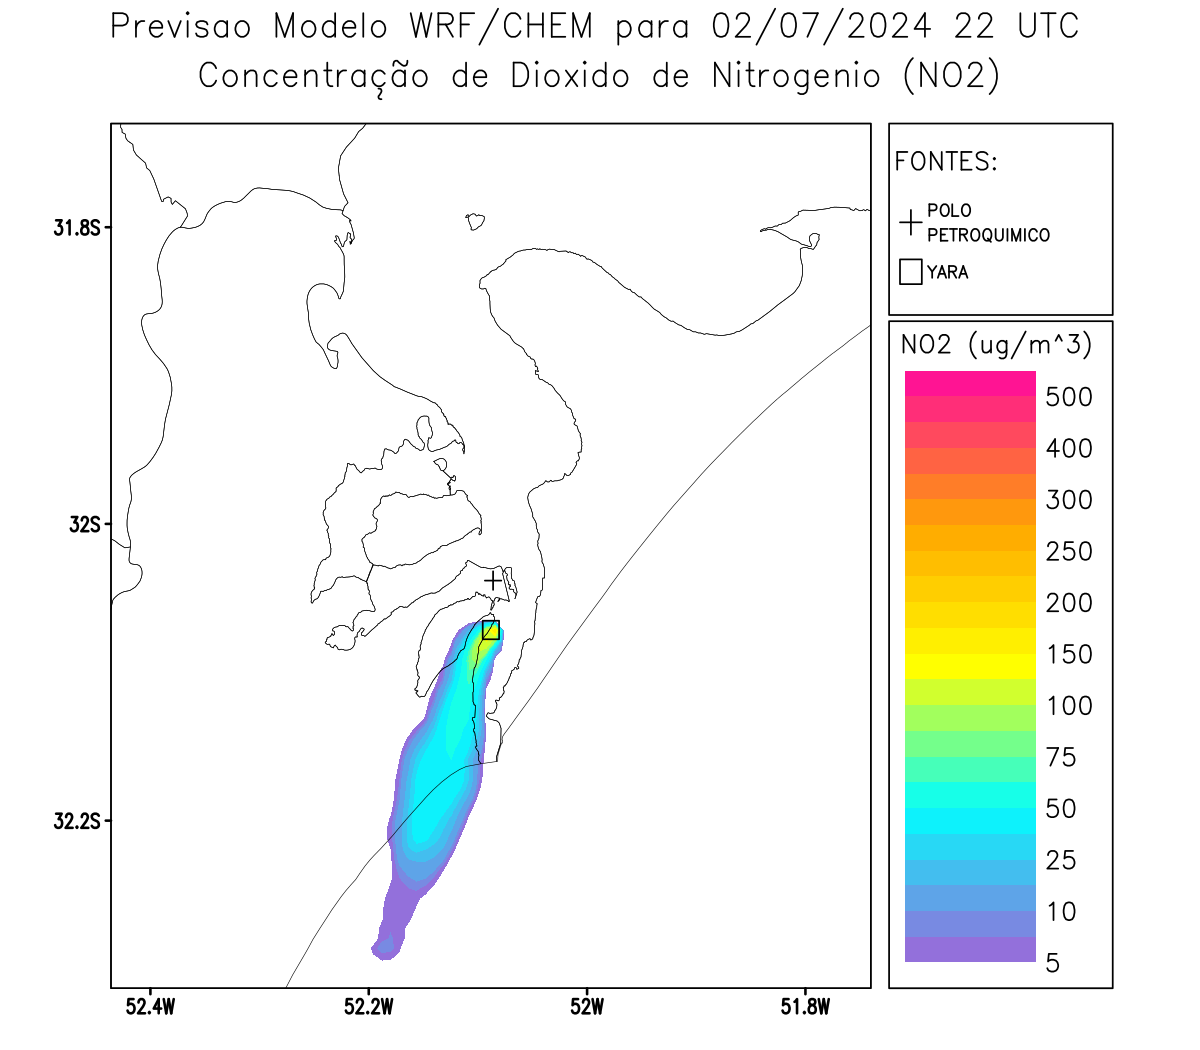 Previsao Modelo WRF/CHEM para 02/07/2024 22 UTC
Concentração de Dioxido de Nitrogenio (NO2)
FONTES:
POLO
PETROQUIMICO
YARA
NO2 (ug/m^3)
500
400
300
250
200
150
100
75
50
25
10
5
31.8S
32S
32.2S
52.4W
52.2W
52W
51.8W